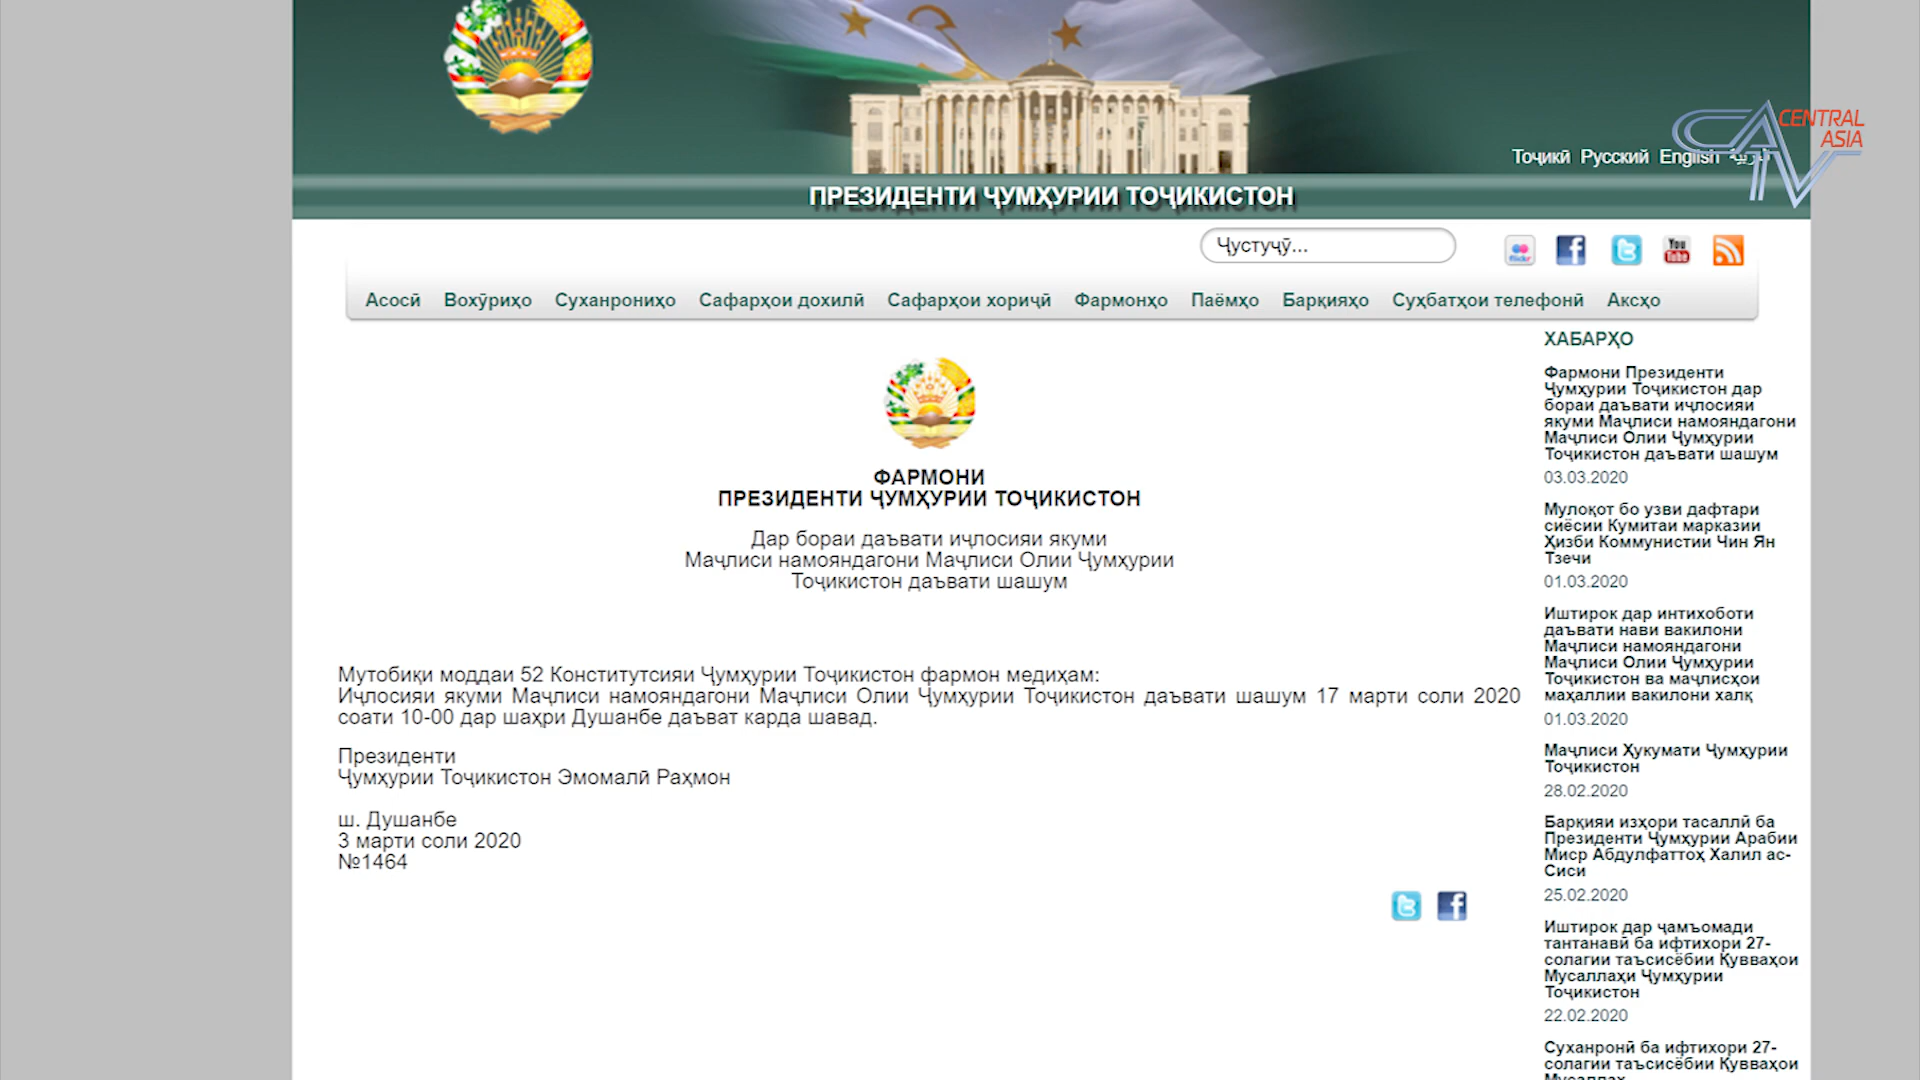 CENTRAL
ASIA
Тоҷикӣ Русский English
ПРЕЗИДЕНТИ ҶУМҲУРИИ ТОҶИКИСТОН
Ҷустуҷӯ...
flickr
You
Tube
Асосӣ Вохӯриҳо Суханрониҳо Сафарҳои дохилӣ Сафарҳои хориҷӣ Фармонҳо Паёмҳо Барқияҳо Суҳбатҳои телефонӣ Аксҳо
ФАРМОНИ
ПРЕЗИДЕНТИ ҶУМҲУРИИ ТОҶИКИСТОН
Дар бораи даъвати иҷлосияи якуми
Маҷлиси намояндагони Маҷлиси Олии Ҷумҳурии
Тоҷикистон даъвати шашум
Мутобиқи моддаи 52 Конститутсияи Ҷумҳурии Тоҷикистон фармон медиҳам:
Иҷлосияи якуми Маҷлиси намояндагони Маҷлиси Олии Ҷумҳурии Тоҷикистон даъвати шашум 17 марти соли 2020
соати 10-00 дар шаҳри Душанбе даъват карда шавад.
Президенти
Ҷумҳурии Тоҷикистон Эмомалӣ Раҳмон
ш. Душанбе
3 марти соли 2020
№1464
ХАБАРҲО
Фармони Президенти
Ҷумҳурии Тоҷикистон дар
бораи даъвати иҷлосияи
якуми Маҷлиси намояндагони
Маҷлиси Олии Ҷумҳурии
Тоҷикистон даъвати шашум
03.03.2020
Мулоқот бо узви дафтари
сиёсии Кумитаи марказии
Ҳизби Коммунистии Чин Ян
Тзечи
01.03.2020
Иштирок дар интихоботи
даъвати нави вакилони
Маҷлиси намояндагони
Маҷлиси Олии Ҷумҳурии
Тоҷикистон ва маҷлисҳои
маҳаллии вакилони халқ
01.03.2020
Маҷлиси Ҳукумати Ҷумҳурии
Тоҷикистон
28.02.2020
Барқияи изҳори тасаллӣ ба
Президенти Ҷумҳурии Арабии
Миср Абдулфаттоҳ Халил ас-
Сиси
25.02.2020
Иштирок дар ҷамъомади
тантанавӣ ба ифтихори 27-
солагии таъсисёбии Қувваҳои
Мусаллаҳи Ҷумҳурии
Тоҷикистон
22.02.2020
Суханронӣ ба ифтихори 27-
солагии таъсисёбии Қувваҳои